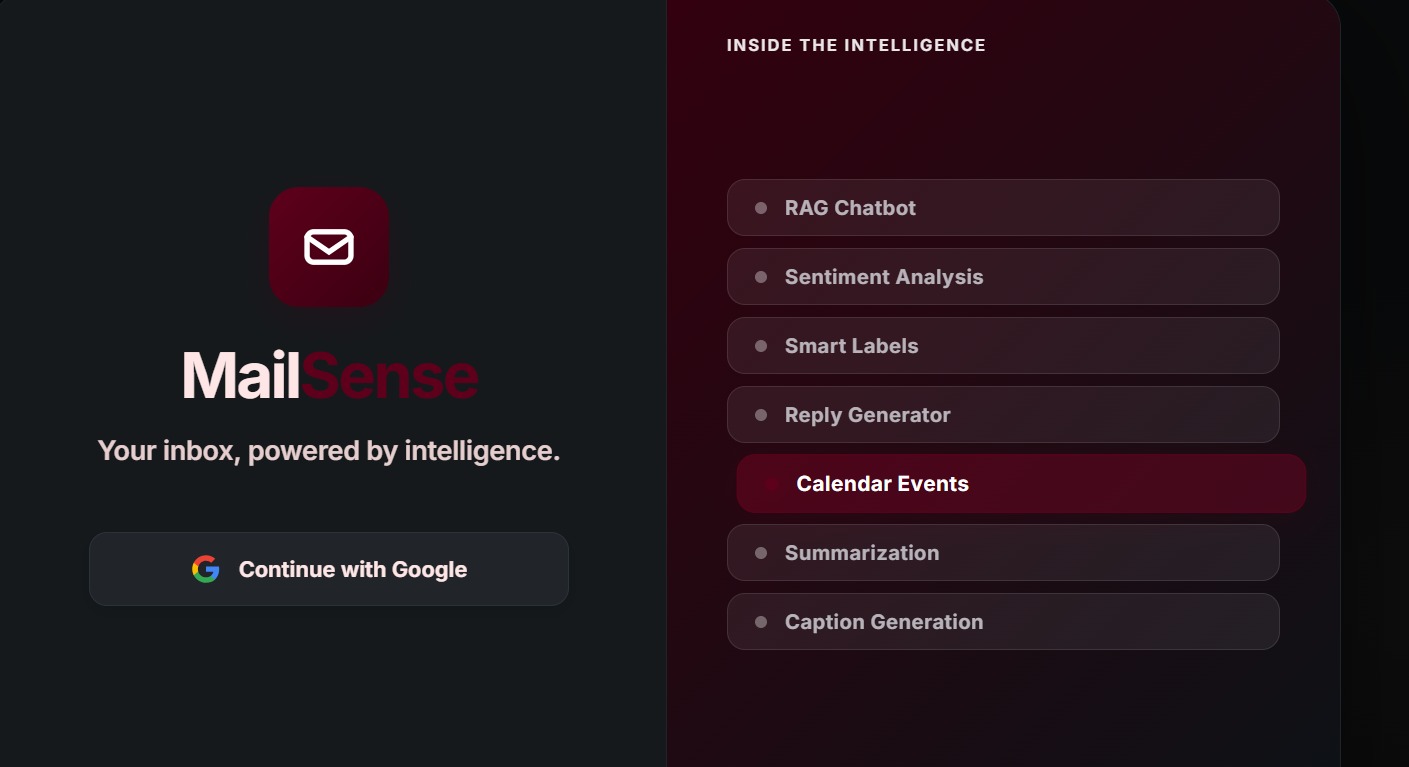 MailSense
Your inbox, powered by intelligence.
Continue with Google
INSIDE THE INTELLIGENCE
RAG Chatbot
Sentiment Analysis
Smart Labels
Reply Generator
Calendar Events
Summarization
Caption Generation